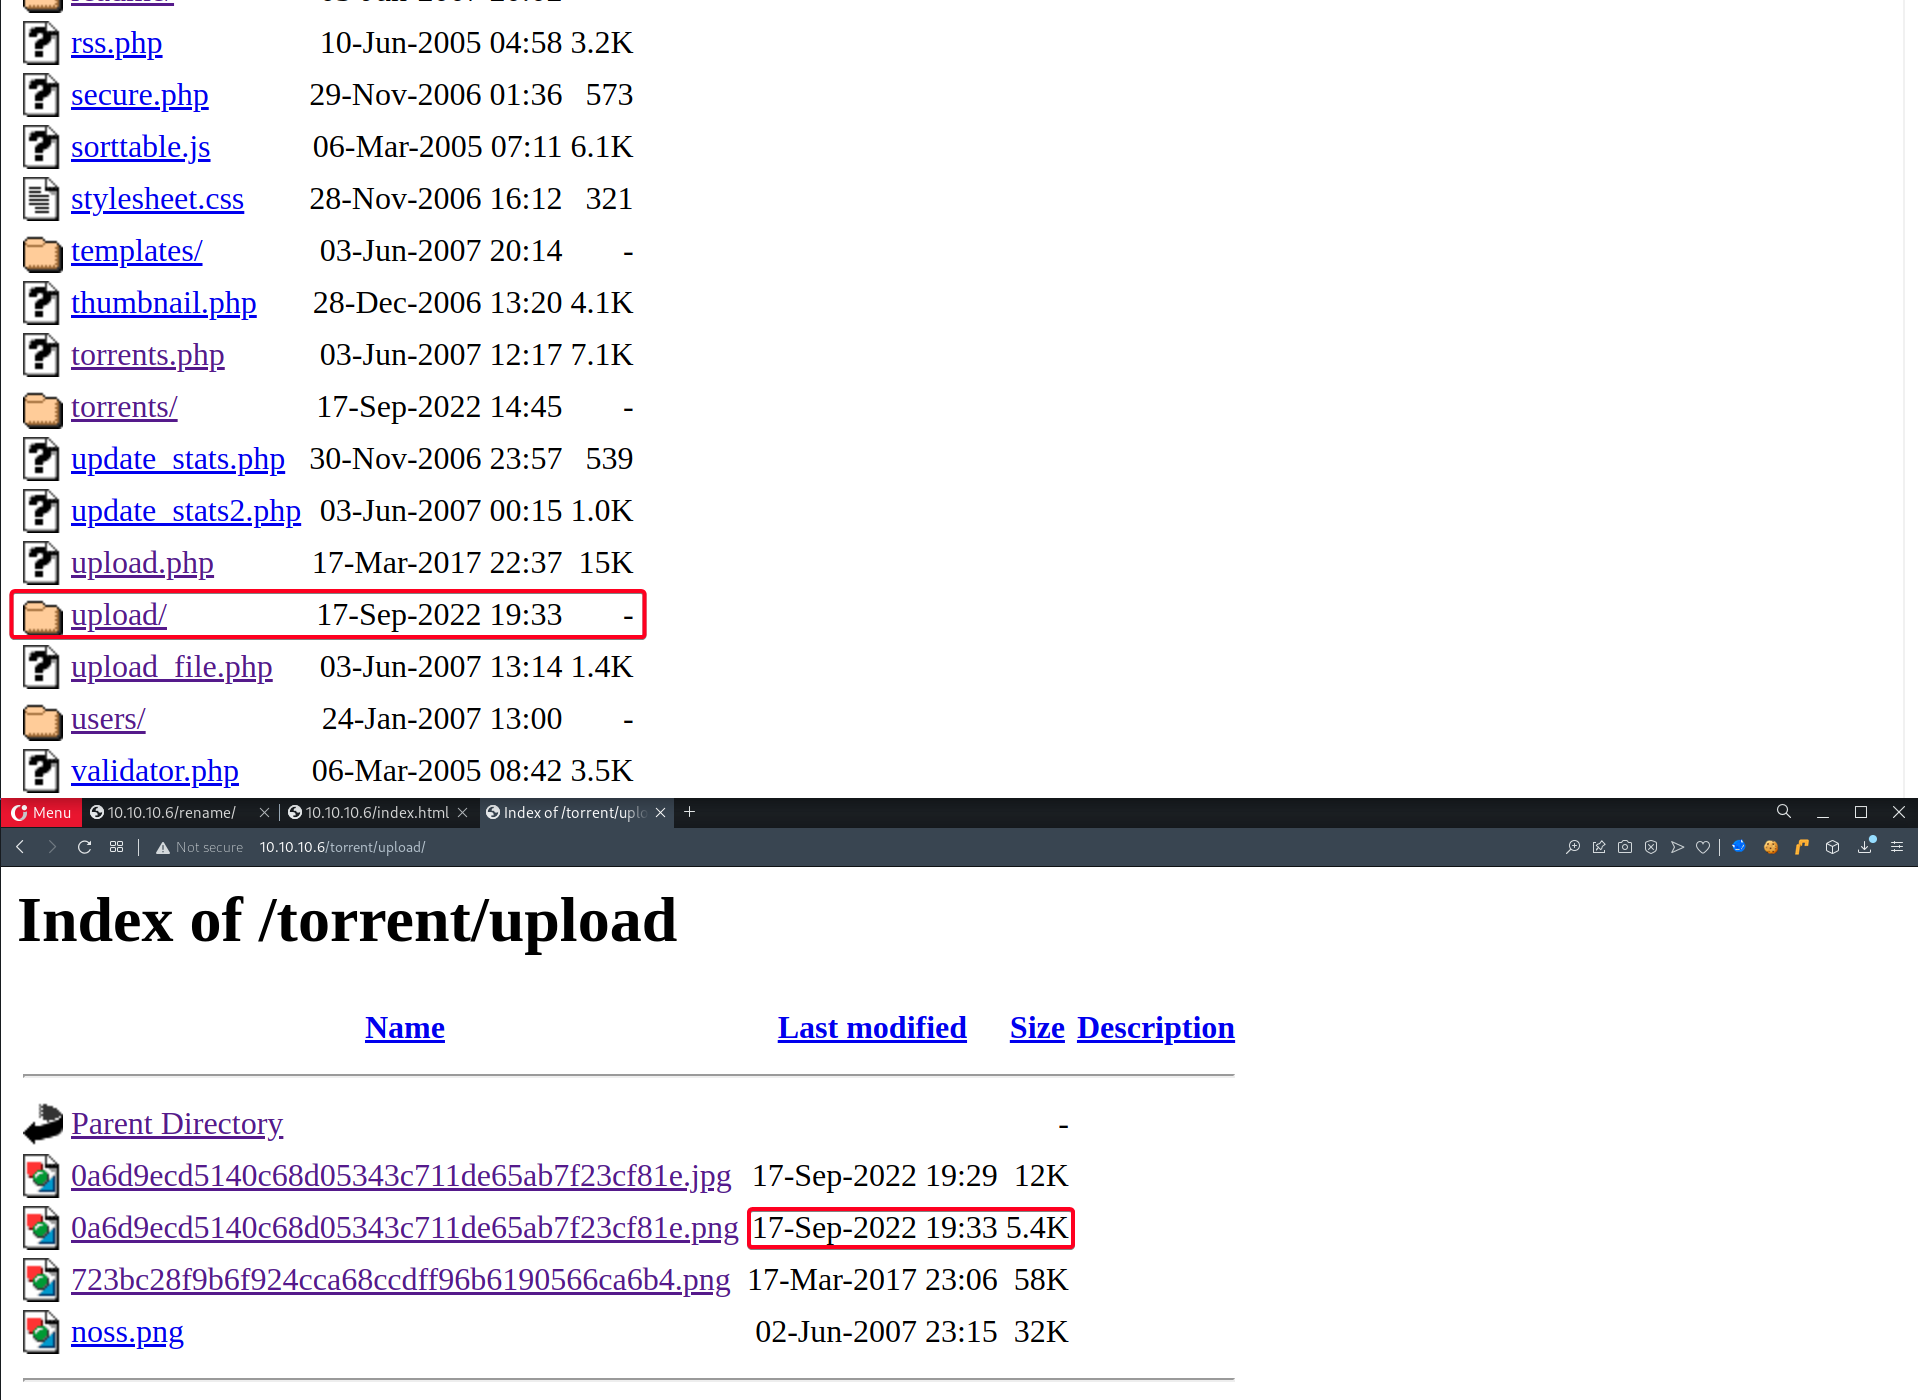 readme/ 03-Jun-2007 20:02 -
rss.php 10-Jun-2005 04:58 3.2K
secure.php 29-Nov-2006 01:36 573
sorttable.js 06-Mar-2005 07:11 6.1K
stylesheet.css 28-Nov-2006 16:12 321
templates/ 03-Jun-2007 20:14 -
thumbnail.php 28-Dec-2006 13:20 4.1K
torrents.php 03-Jun-2007 12:17 7.1K
torrents/ 17-Sep-2022 14:45 -
update_stats.php 30-Nov-2006 23:57 539
update_stats2.php 03-Jun-2007 00:15 1.0K
upload.php 17-Mar-2017 22:37 15K
upload/ 17-Sep-2022 19:33 -
upload_file.php 03-Jun-2007 13:14 1.4K
users/ 24-Jan-2007 13:00 -
validator.php 06-Mar-2005 08:42 3.5K
Menu 10.10.10.6/rename/ 10.10.10.6/index.html Index of /torrent/uplo
Not secure 10.10.10.6/torrent/upload/
Index of /torrent/upload
Name Last modified Size Description
Parent Directory -
0a6d9ecd5140c68d05343c711de65ab7f23cf81e.jpg 17-Sep-2022 19:29 12K
0a6d9ecd5140c68d05343c711de65ab7f23cf81e.png 17-Sep-2022 19:33 5.4K
723bc28f9b6f924cca68ccdff96b6190566ca6b4.png 17-Mar-2017 23:06 58K
noss.png 02-Jun-2007 23:15 32K